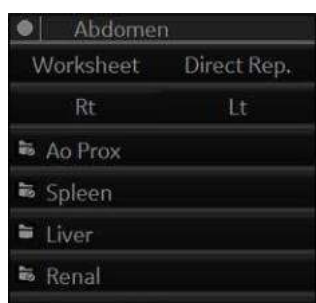 Abdomen
Worksheet Direct Rep.
Rt Lt
Ao Prox
Spleen
Liver
Renal